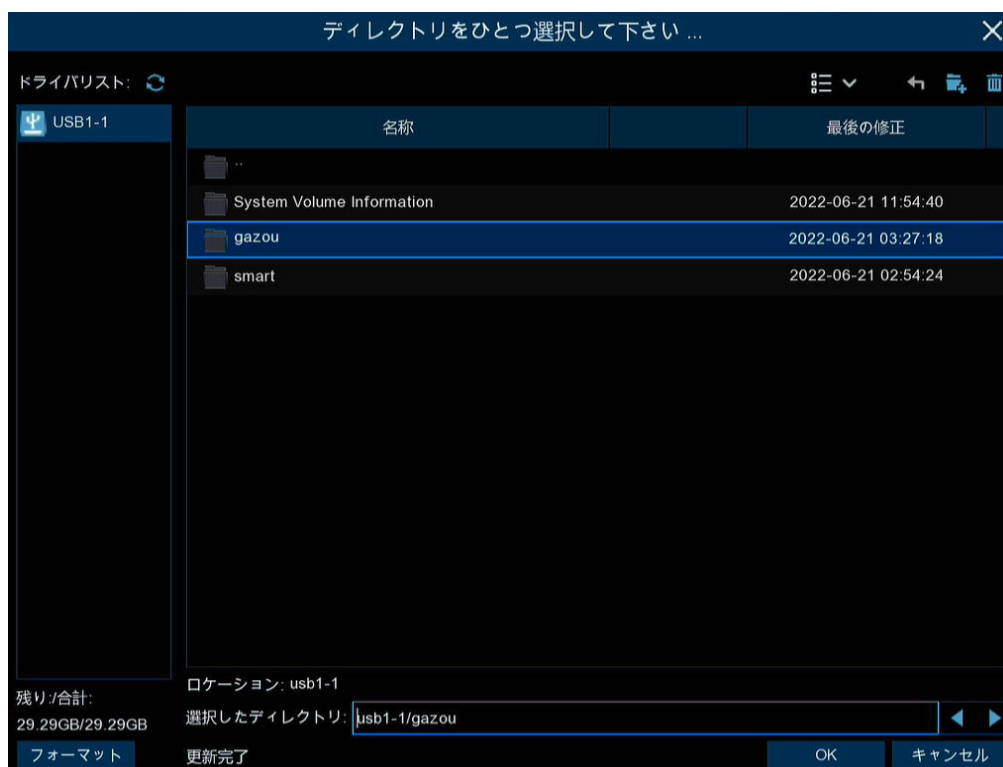 ディレクトリをひとつ選択して下さい ...
ドライバリスト:
USB1-1
名称
最後の修正
..
System Volume Information
2022-06-21 11:54:40
gazou
2022-06-21 03:27:18
smart
2022-06-21 02:54:24
ロケーション: usb1-1
残り:/合計:
29.29GB/29.29GB
選択したディレクトリ: usb1-1/gazou
フォーマット
更新完了
OK
キャンセル